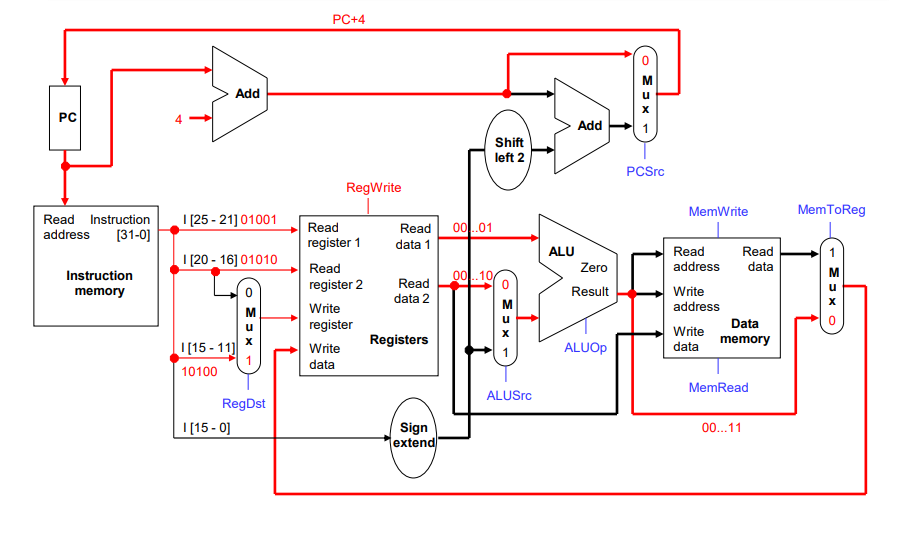 PC+4
PC
4
Add
Shift
left 2
Add
0
M
u
x
1
PCSrc
Read
address
Instruction
[31-0]
Instruction
memory
I [25 - 21] 01001
I [20 - 16] 01010
I [15 - 11]
10100
I [15 - 0]
0
M
u
x
1
RegDst
RegWrite
Read
register 1
Read
register 2
Write
register
Write
data
Read
data 1
Read
data 2
Registers
Sign
extend
00...01
00...10
0
M
u
x
1
ALUSrc
ALU
Zero
Result
ALUOp
MemWrite
Read
address
Write
address
Write
data
Read
data
Data
memory
MemRead
00...11
MemToReg
1
M
u
x
0